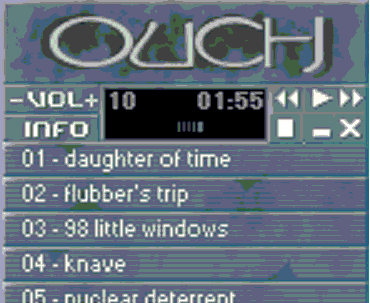 OUCH
-VOL+ 10 01:55
INFO
01 - daughter of time
02 - flubber's trip
03 - 98 little windows
04 - knave
05 - nuclear deterrent